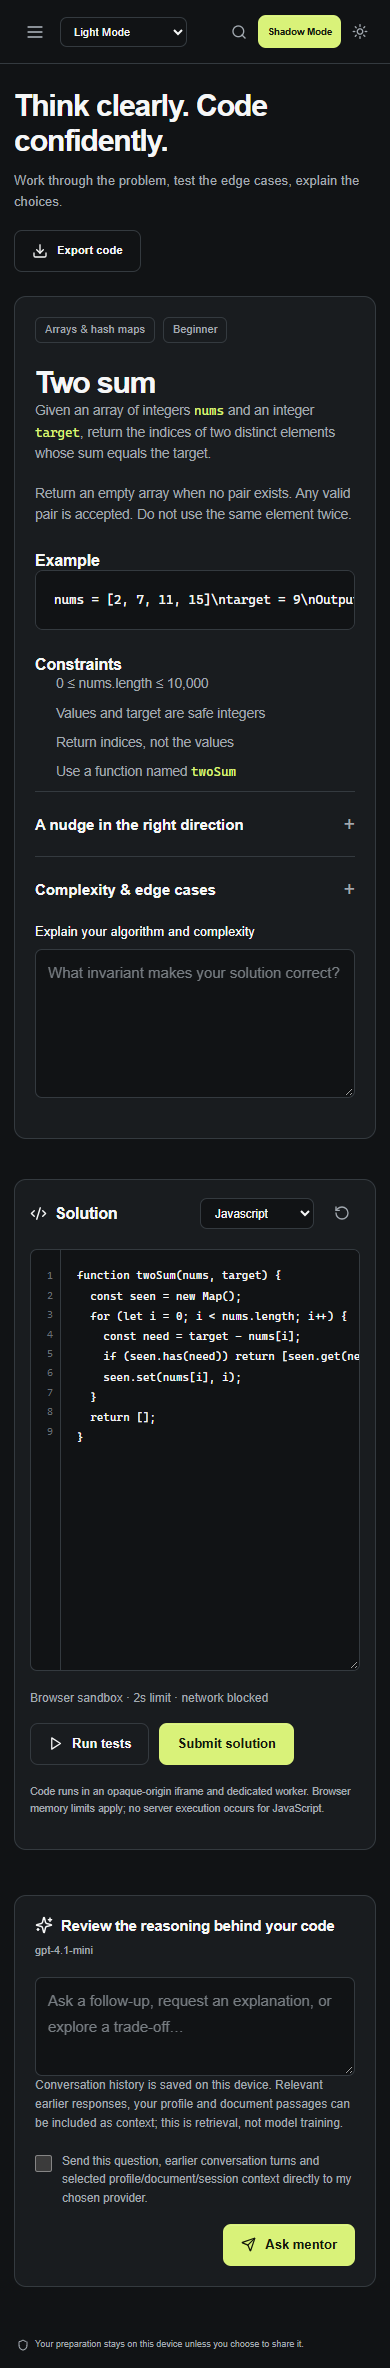 Light Mode
Shadow Mode
Think clearly. Code
confidently.
Work through the problem, test the edge cases, explain the
choices.
Export code
Arrays & hash maps
Beginner
Two sum
Given an array of integers nums and an integer
target, return the indices of two distinct elements
whose sum equals the target.
Return an empty array when no pair exists. Any valid
pair is accepted. Do not use the same element twice.
Example
nums = [2, 7, 11, 15]\ntarget = 9\nOutpu
Constraints
0 ≤ nums.length ≤ 10,000
Values and target are safe integers
Return indices, not the values
Use a function named twoSum
A nudge in the right direction +
Complexity & edge cases +
Explain your algorithm and complexity
What invariant makes your solution correct?
Solution
Javascript
1 function twoSum(nums, target) {
2 const seen = new Map();
3 for (let i = 0; i < nums.length; i++) {
4 const need = target - nums[i];
5 if (seen.has(need)) return [seen.get(ne
6 seen.set(nums[i], i);
7 }
8 return [];
9 }
Browser sandbox · 2s limit · network blocked
Run tests
Submit solution
Code runs in an opaque-origin iframe and dedicated worker. Browser
memory limits apply; no server execution occurs for JavaScript.
Review the reasoning behind your code
gpt-4.1-mini
Ask a follow-up, request an explanation, or
explore a trade-off…
Conversation history is saved on this device. Relevant
earlier responses, your profile and document passages can
be included as context; this is retrieval, not model training.
Send this question, earlier conversation turns and
selected profile/document/session context directly to my
chosen provider.
Ask mentor
Your preparation stays on this device unless you choose to share it.